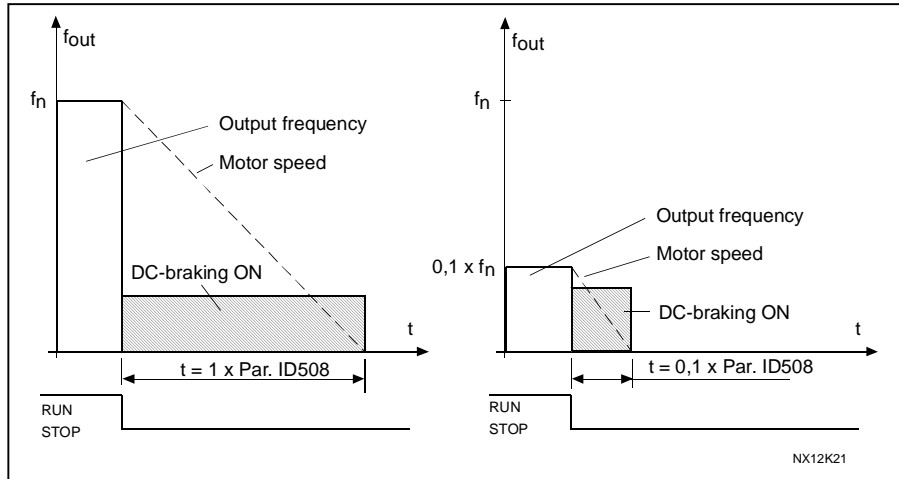 fout
fn
Output frequency
Motor speed
DC-braking ON
t
t = 1 x Par. ID508
RUN
STOP
fout
fn
Output frequency
Motor speed
0,1 x fn
DC-braking ON
t
t = 0,1 x Par. ID508
RUN
STOP
NX12K21